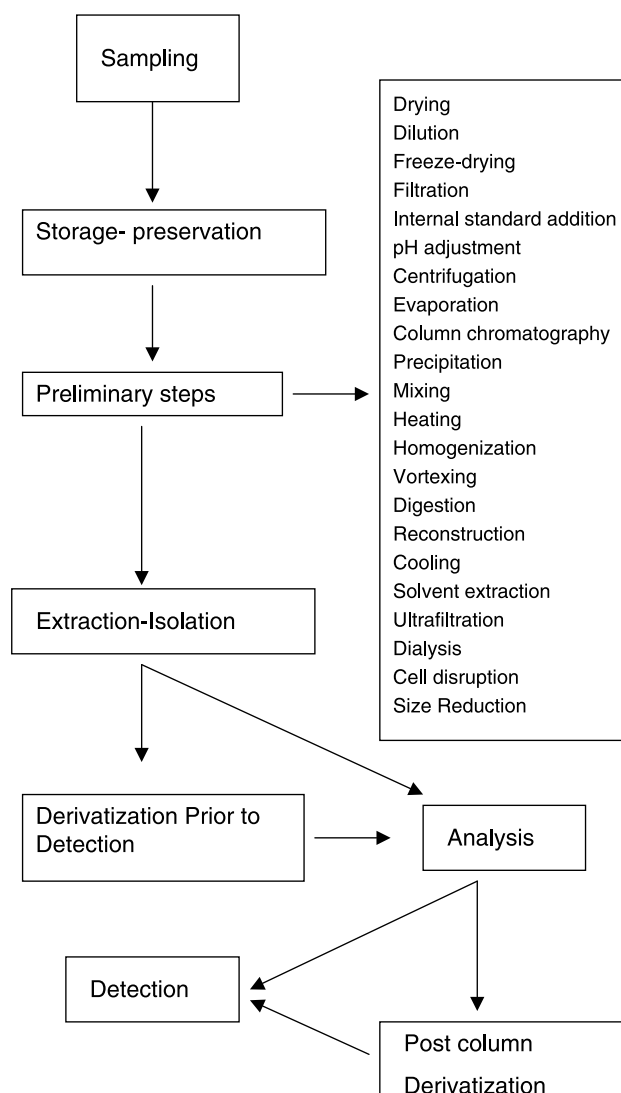 Sampling
Storage- preservation
Preliminary steps
Drying
Dilution
Freeze-drying
Filtration
Internal standard addition
pH adjustment
Centrifugation
Evaporation
Column chromatography
Precipitation
Mixing
Heating
Homogenization
Vortexing
Digestion
Reconstruction
Cooling
Solvent extraction
Ultrafiltration
Dialysis
Cell disruption
Size Reduction
Extraction-Isolation
Derivatization Prior to
Detection
Analysis
Detection
Post column
Derivatization